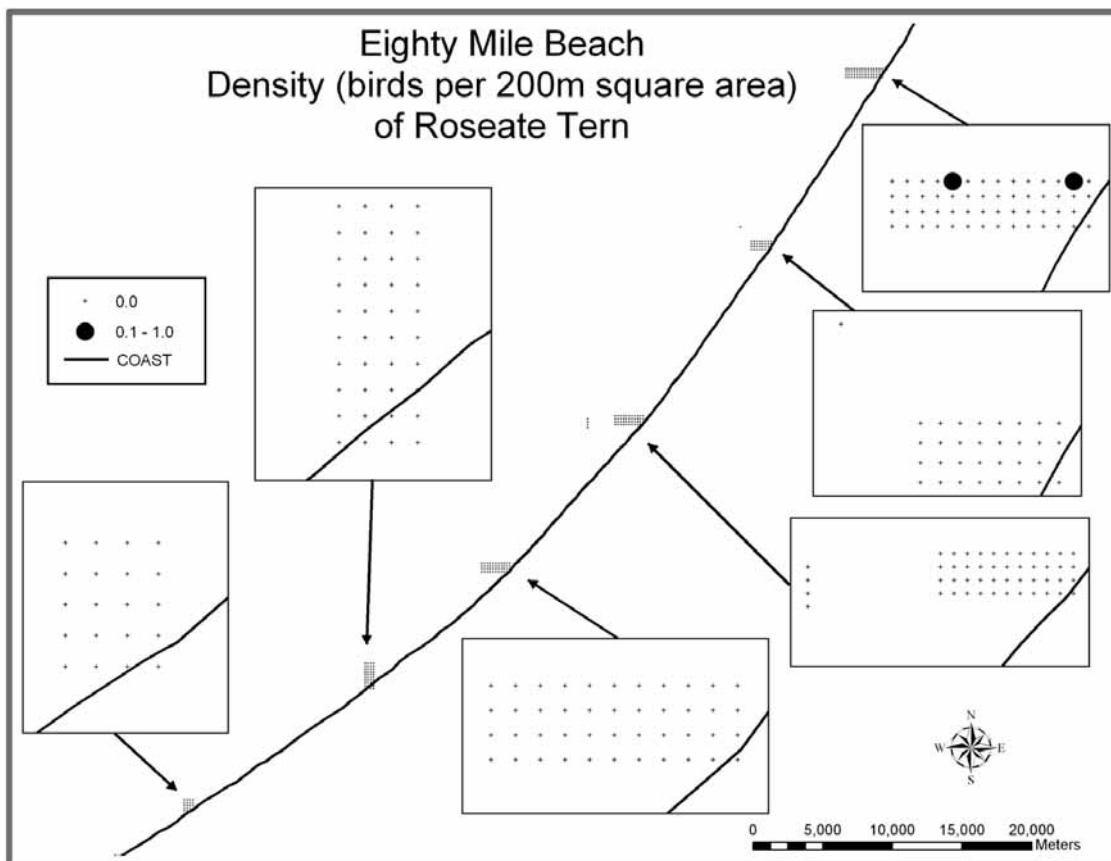 Eighty Mile Beach
Density (birds per 200m square area)
of Roseate Tern
0.0
0.1 - 1.0
COAST
N
W E
S
0 5,000 10,000 15,000 20,000
Meters